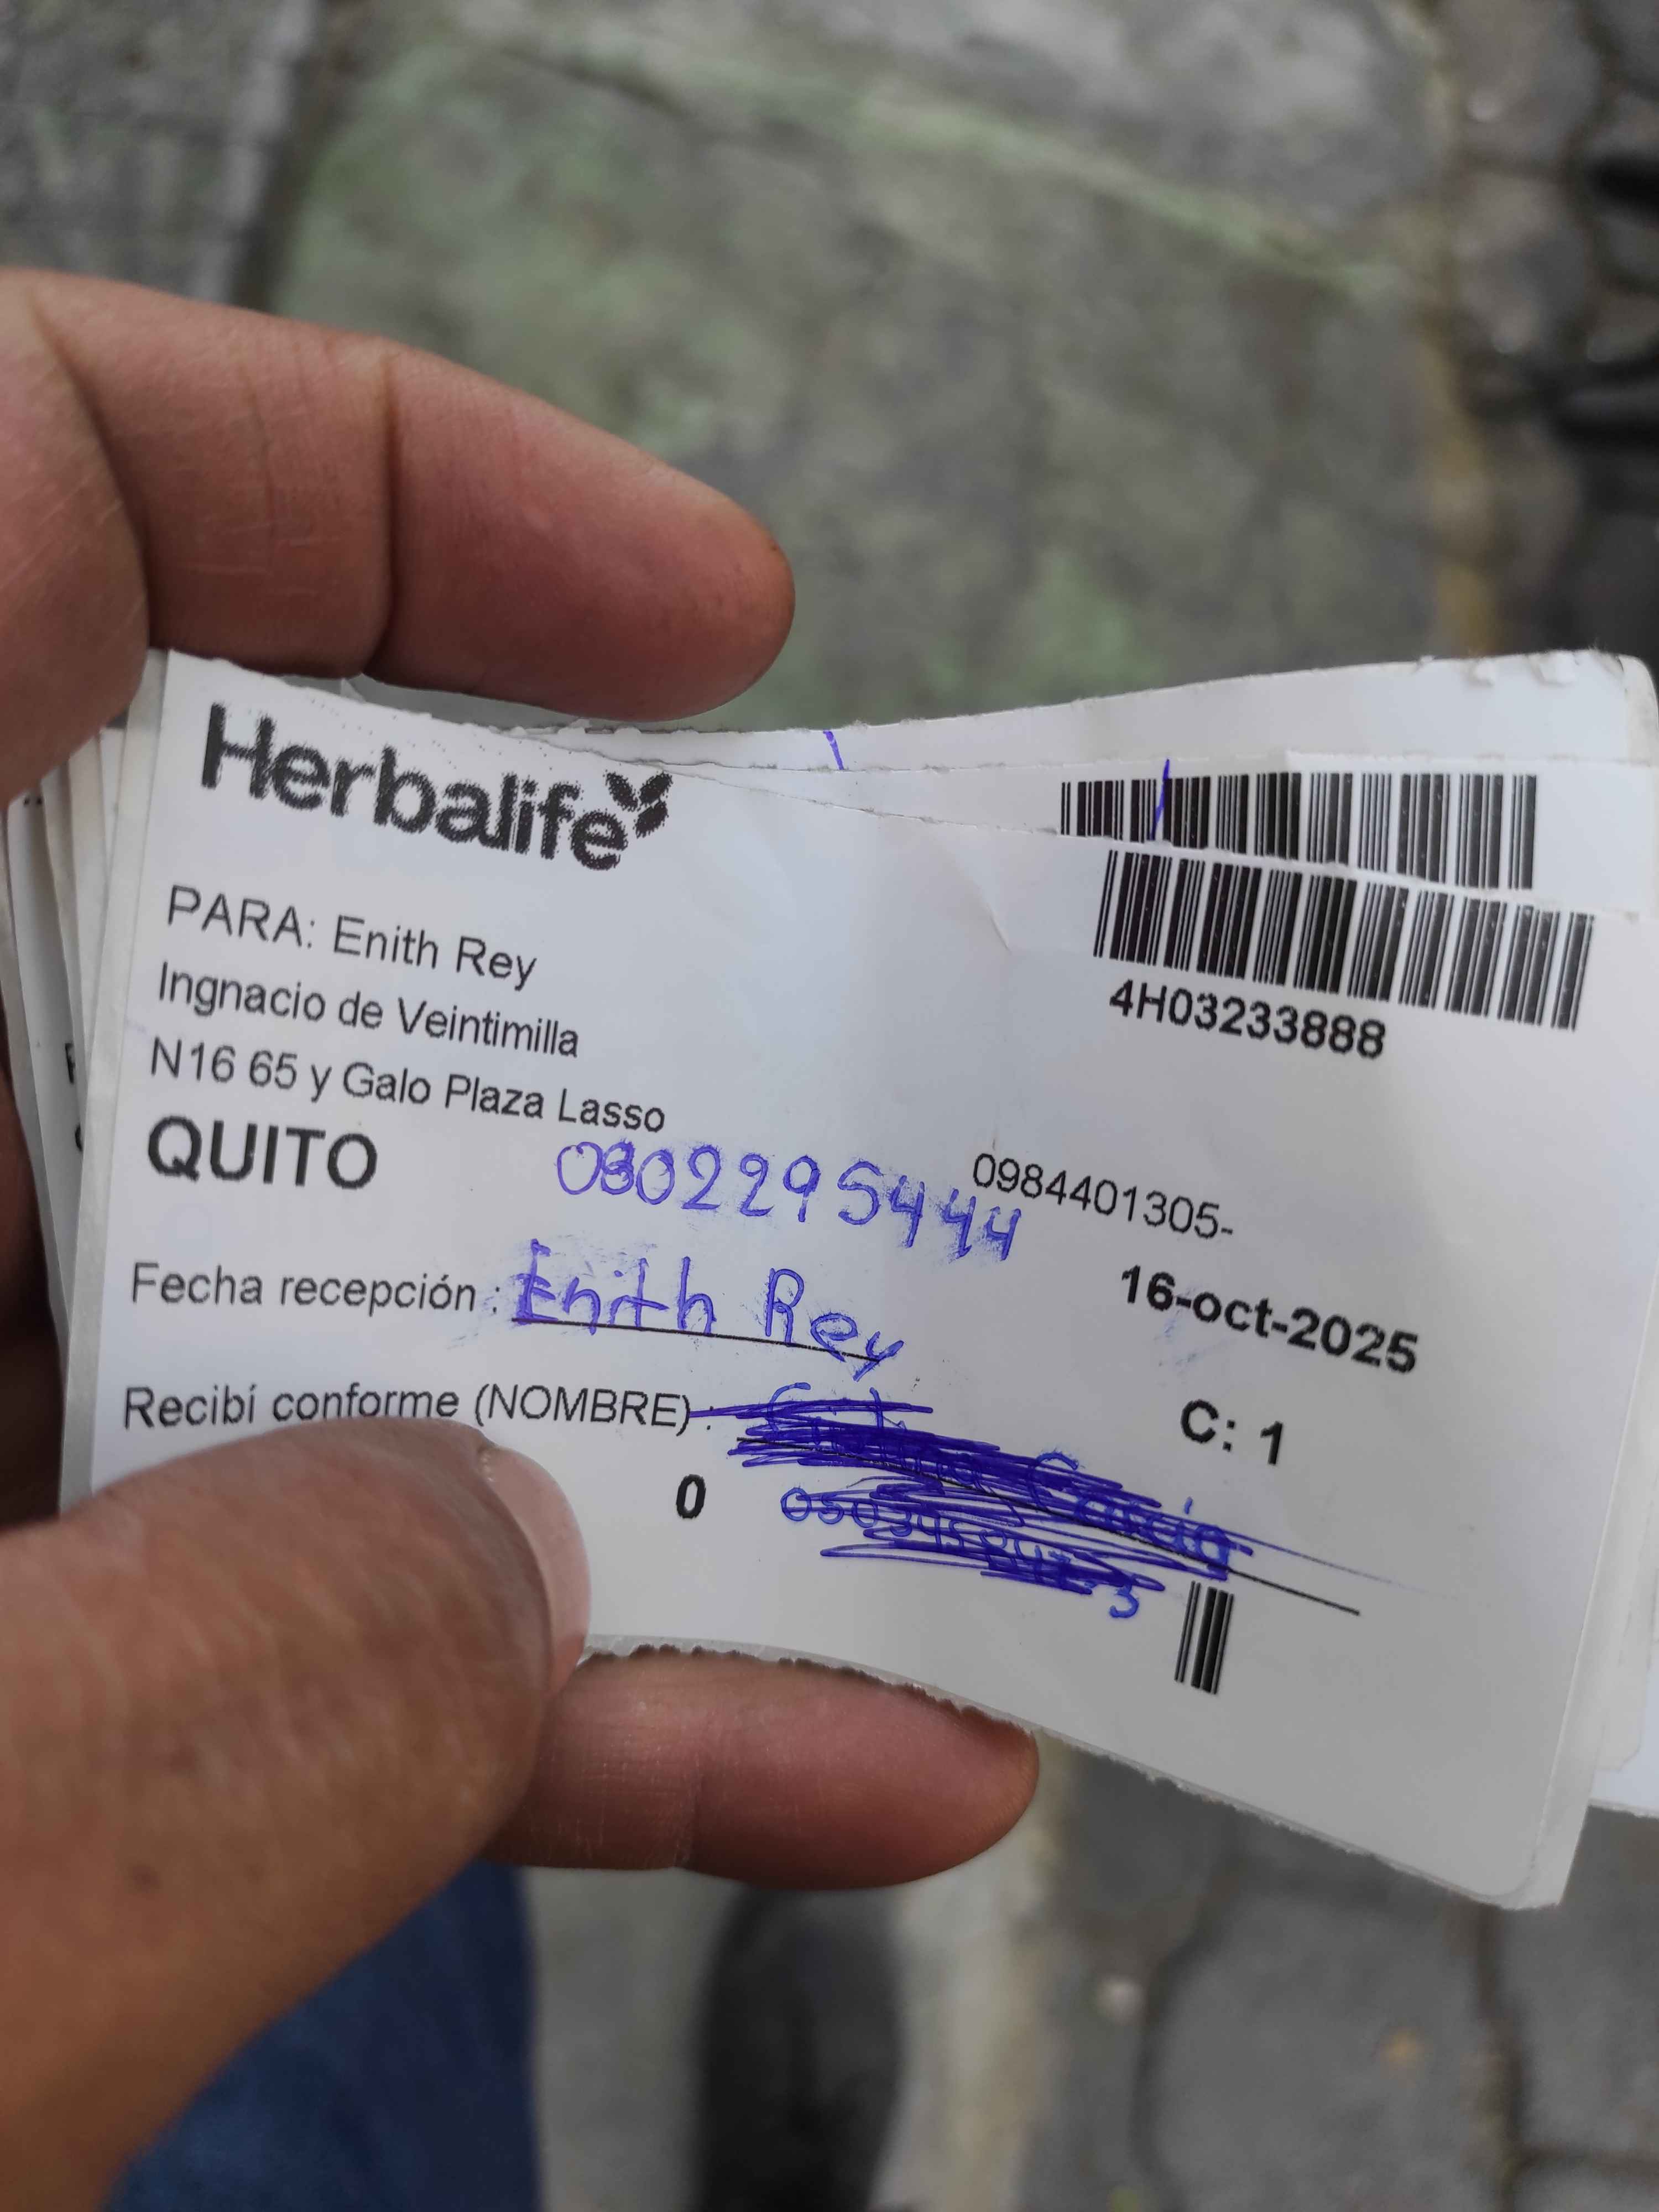 Herbalife
PARA: Enith Rey
Ingnacio de Veintimilla
N16 65 y Galo Plaza Lasso
QUITO
4H03233888
0302295444
0984401305-
Fecha recepción : Enith Rey
16-oct-2025
Recibí conforme (NOMBRE) :
C: 1
0